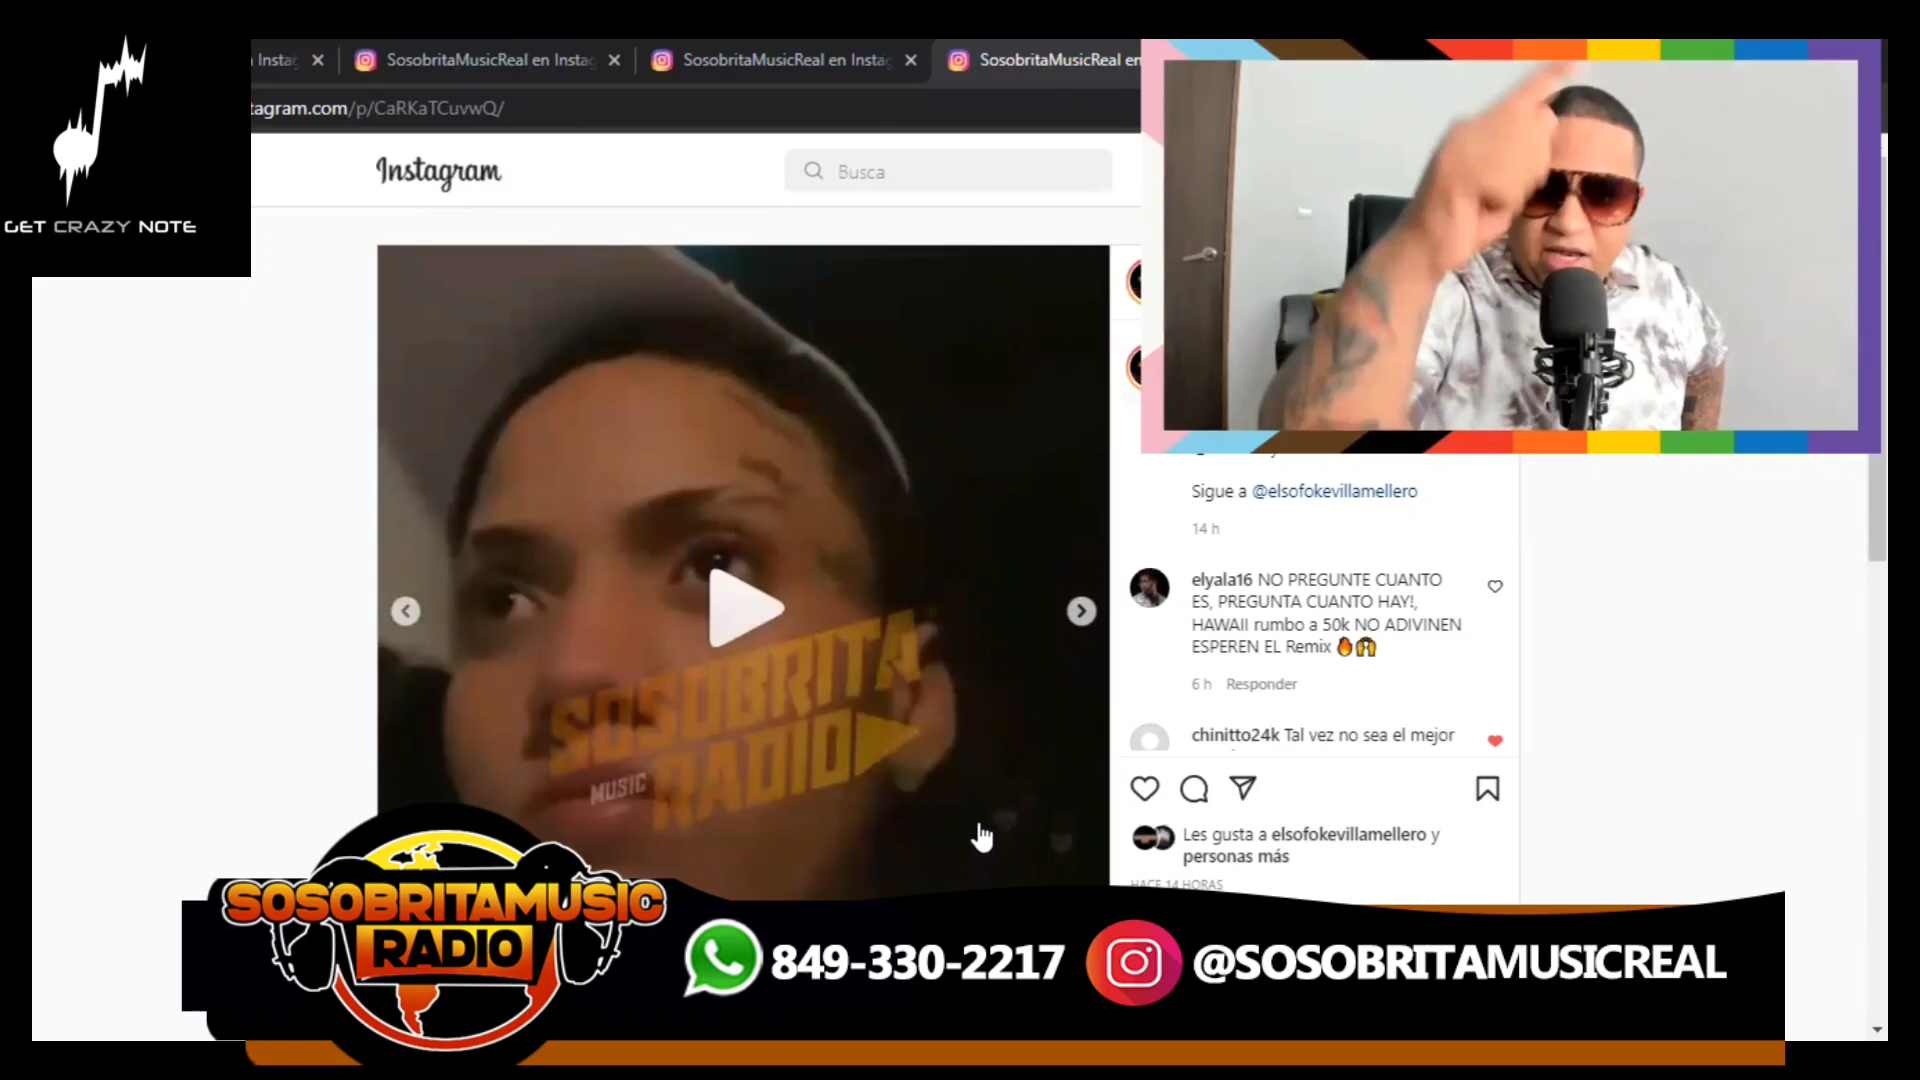 GET CRAZY NOTE
Instag
SosobritaMusicReal en Instag
SosobritaMusicReal en Instag
SosobritaMusicReal en
tagram.com/p/CaRKaTCuvwQ/
Instagram
Busca
Sigue a @elsofokevillamellero
14 h
elyala16 NO PREGUNTE CUANTO
ES, PREGUNTA CUANTO HAY!,
HAWAII rumbo a 50k NO ADIVINEN
ESPEREN EL Remix 🔥🙌
6 h Responder
chinitto24k Tal vez no sea el mejor
Les gusta a elsofokevillamellero y
personas más
HACE 14 HORAS
SOSOBRITA
MUSIC RADIO
SOSOBRITAMUSIC
RADIO
849-330-2217
@SOSOBRITAMUSICREAL